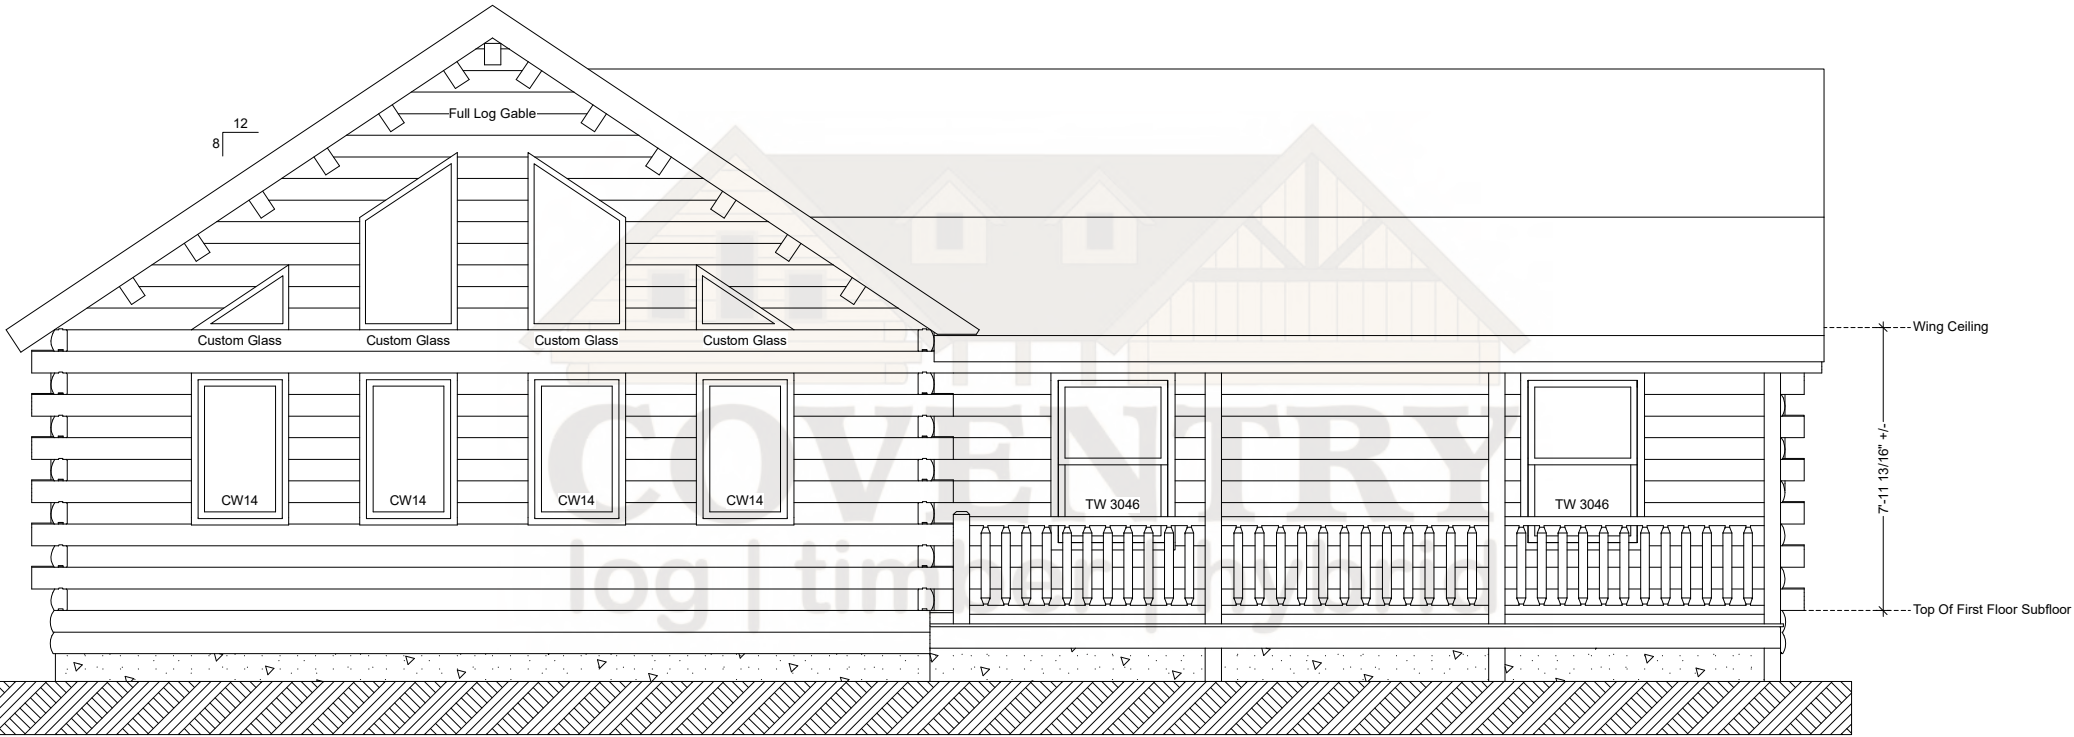 12
8
Full Log Gable
Wing Ceiling
Custom Glass
Custom Glass
Custom Glass
Custom Glass
COVENTRY
7'-11 13/16" +/-
CW14
CW14
CW14
CW14
TW 3046
TW 3046
log | timber | hybrid
Top Of First Floor Subfloor